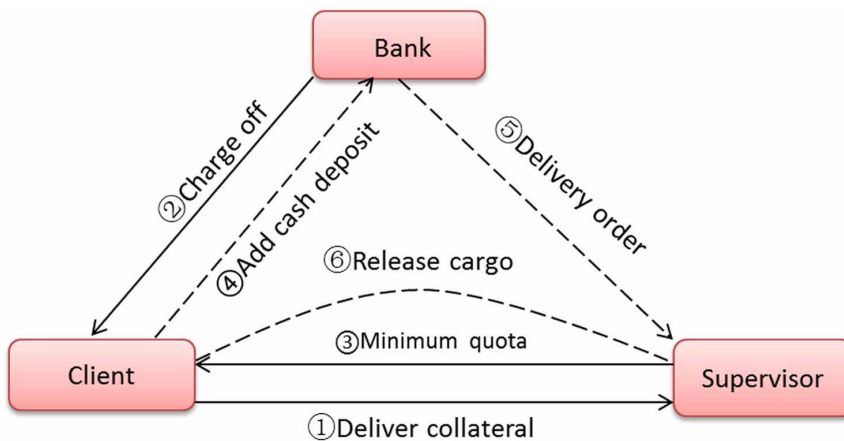 Bank
②Charge off
④Add cash deposit
⑤Delivery order
⑥Release cargo
③Minimum quota
Client
Supervisor
①Deliver collateral